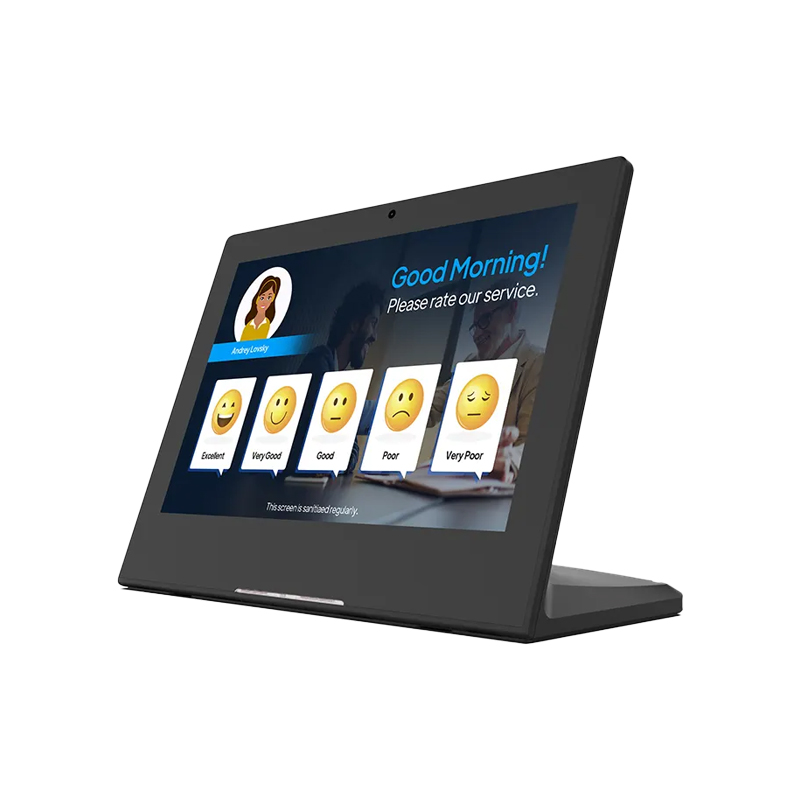 Good Morning!
Please rate our service.
Andrey Lovsky
Excellent
Very Good
Good
Poor
Very Poor
This screen is sanitiaed regularly.